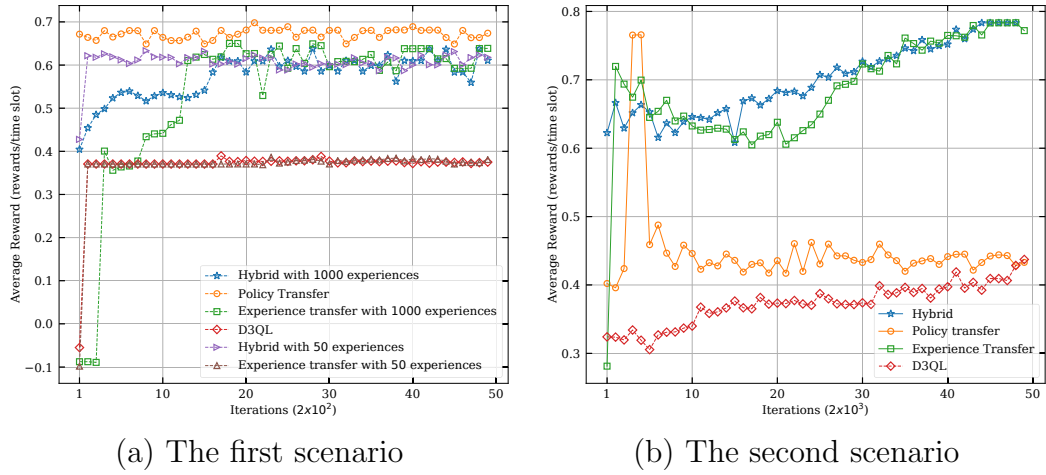 0.7
0.6
0.5
0.4
0.3
0.2
0.1
0.0
−0.1
Average Reward (rewards/time slot)
Hybrid with 1000 experiences
Policy Transfer
Experience transfer with 1000 experiences
D3QL
Hybrid with 50 experiences
Experience transfer with 50 experiences
1 10 20 30 40 50
Iterations (2x10²)
(a) The first scenario
0.8
0.7
0.6
0.5
0.4
0.3
Average Reward (rewards/time slot)
Hybrid
Policy transfer
Experience Transfer
D3QL
1 10 20 30 40 50
Iterations (2x10³)
(b) The second scenario